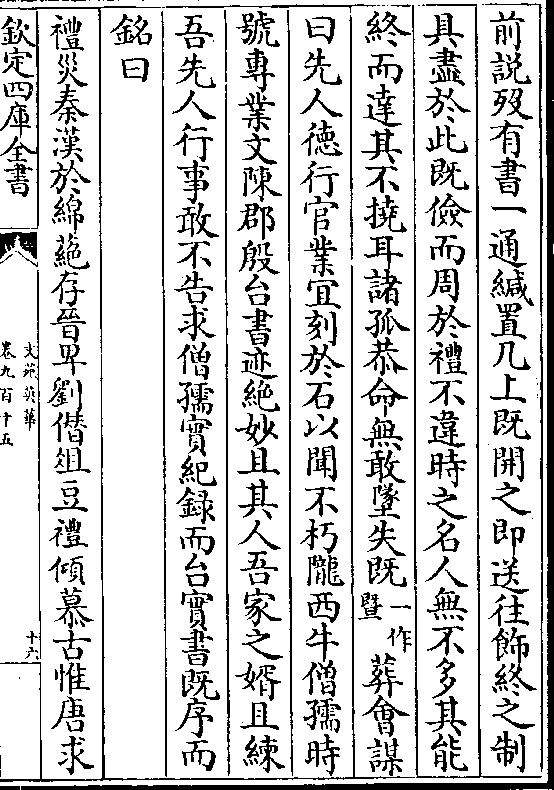 前説歿有書一通緘置几上既開之即送往飾終之制
具盡於此既儉而周於禮不違時之名人無不多其能
終而達其不撓耳諸孤恭命無敢墜失既一作暨葬會謀
曰先人德行官業宜刻於石以聞不朽隴西牛僧孺時
號專業文陳郡殷台書迹絶妙且其人吾家之婿且練
吾先人行事敢不告求僧孺實紀録而台實書既序而
銘曰
禮災秦漢於綿蕝存晉卑劉僭俎豆禮傾慕古惟唐求
欽定四庫全書
文苑英華
卷九百十五
十六